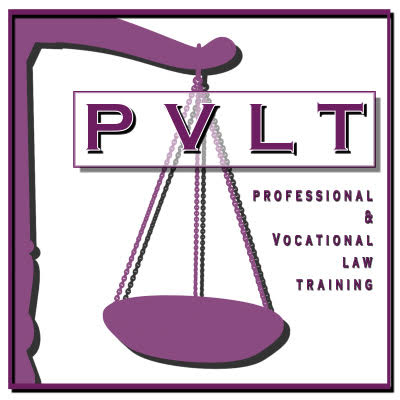 PVLT
PROFESSIONAL
&
VOCATIONAL
LAW
TRAINING